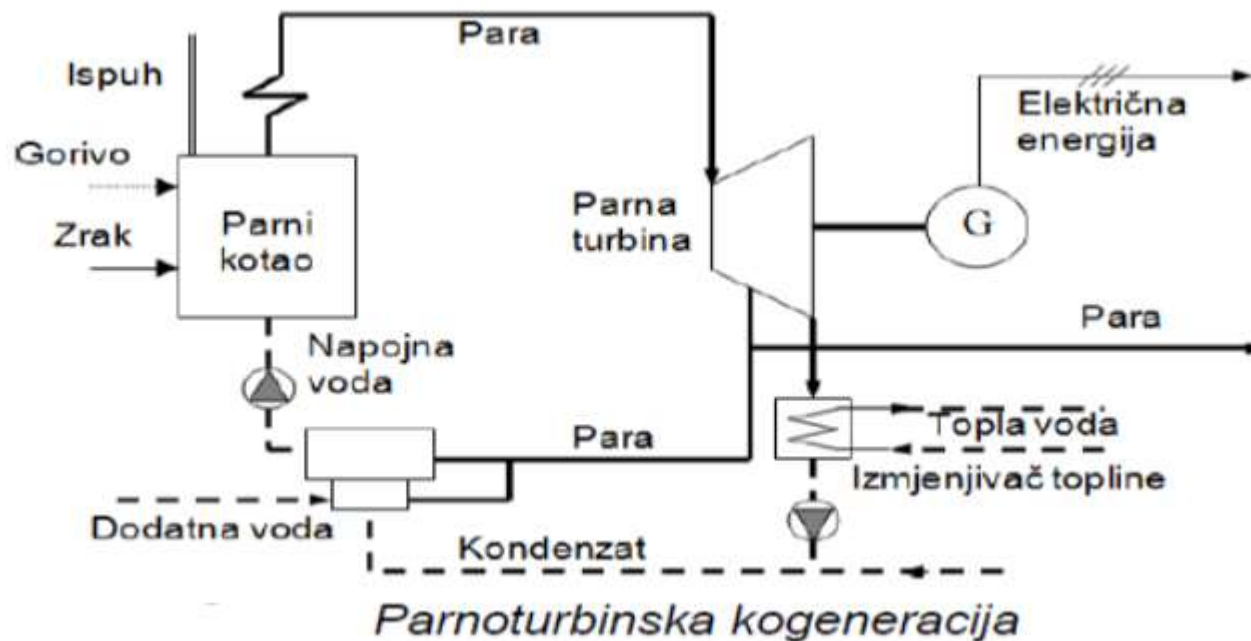 Para
Ispuh
Električna
energija
Gorivo
Parni
kotao
Parna
turbina
G
Zrak
Para
Napojna
voda
Topla voda
Para
Izmjenjivač topline
Dodatna voda
Kondenzat
Parnoturbinska kogeneracija